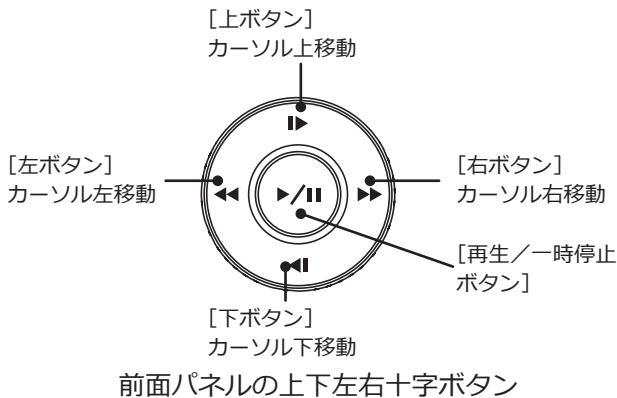 ［上ボタン］
カーソル上移動
［左ボタン］
カーソル左移動
［右ボタン］
カーソル右移動
［再生／一時停止
ボタン］
［下ボタン］
カーソル下移動
前面パネルの上下左右十字ボタン